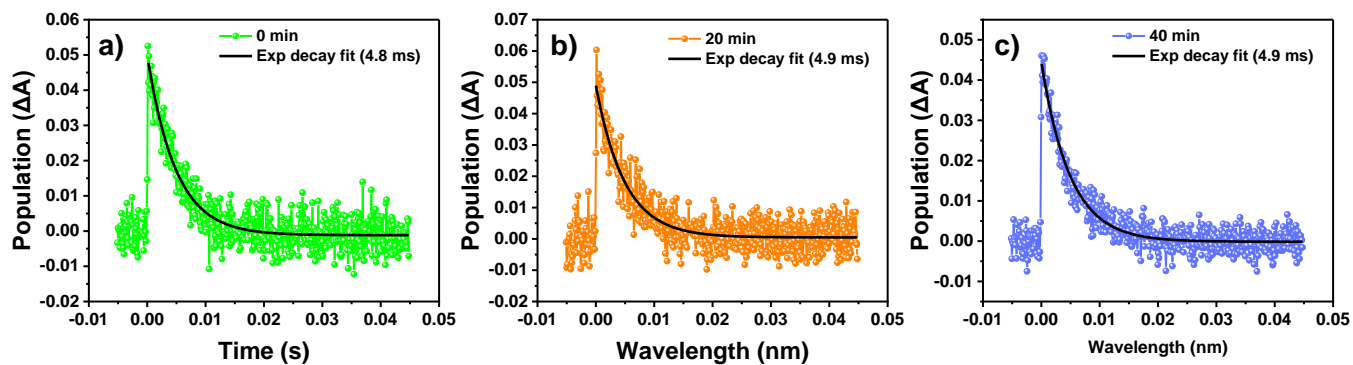 a)
0 min
Exp decay fit (4.8 ms)
Population (ΔA)
0.06
0.05
0.04
0.03
0.02
0.01
0.00
-0.01
-0.02
-0.01 0.00 0.01 0.02 0.03 0.04 0.05
Time (s)
b)
20 min
Exp decay fit (4.9 ms)
Population (ΔA)
0.07
0.06
0.05
0.04
0.03
0.02
0.01
0.00
-0.01
-0.02
-0.01 0.00 0.01 0.02 0.03 0.04 0.05
Wavelength (nm)
c)
40 min
Exp decay fit (4.9 ms)
Population (ΔA)
0.05
0.04
0.03
0.02
0.01
0.00
-0.01
-0.01 0.00 0.01 0.02 0.03 0.04 0.05
Wavelength (nm)